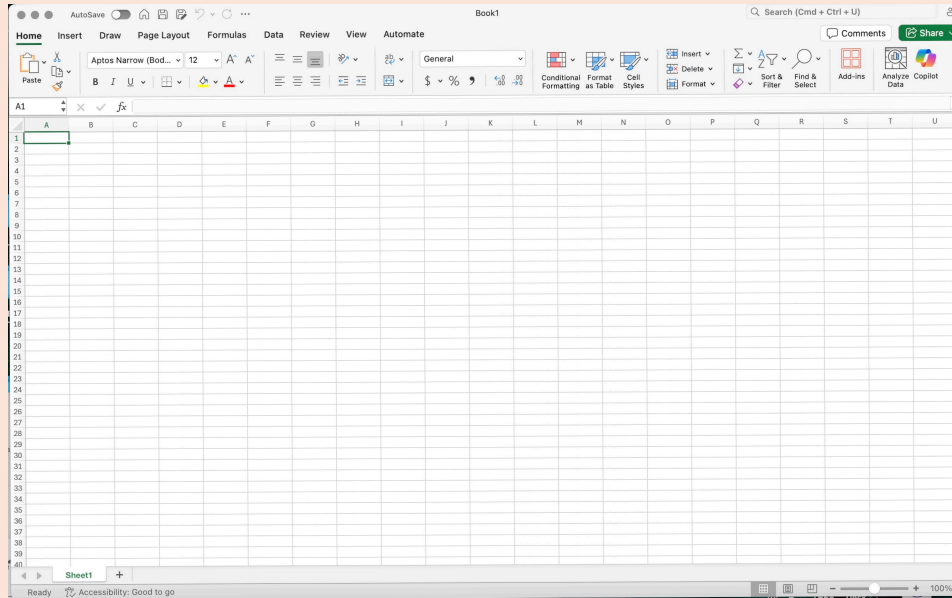 AutoSave
Book1
Search (Cmd + Ctrl + U)
Home Insert Draw Page Layout Formulas Data Review View Automate
Comments
Share
Paste
Aptos Narrow (Bod... 12
A^ A˅
B I U A
ab
General
$ % 9 .00
Conditional Formatting
Format as Table
Cell Styles
Insert
Delete
Format
Sort & Filter
Find & Select
Add-ins
Analyze Data
Copilot
A1 fx
A B C D E F G H I J K L M N O P Q R S T U
1
2
3
4
5
6
7
8
9
10
11
12
13
14
15
16
17
18
19
20
21
22
23
24
25
26
27
28
29
30
31
32
33
34
35
36
37
38
39
40
Sheet1 +
Ready Accessibility: Good to go
- + 100%